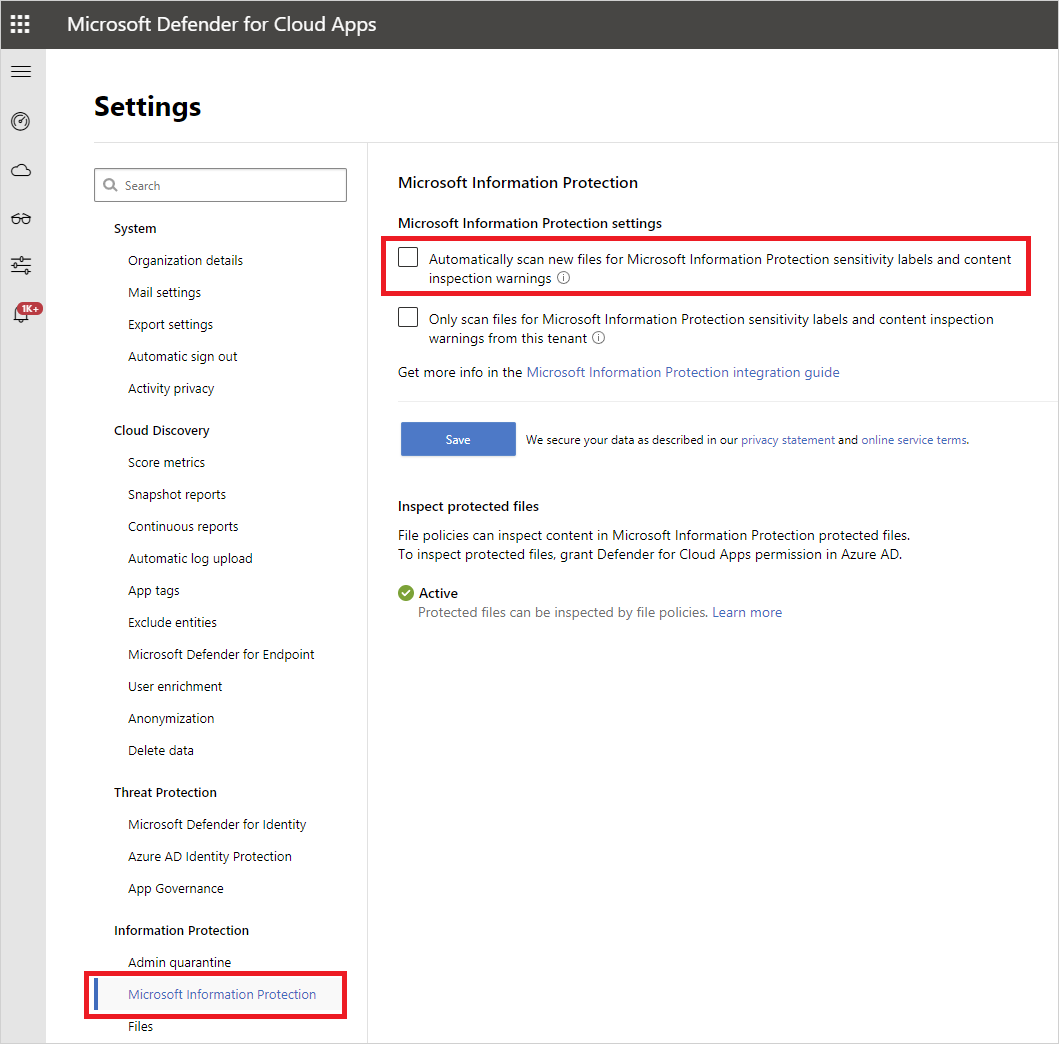 Microsoft Defender for Cloud Apps
Settings
Search
System
Organization details
Mail settings
Export settings
Automatic sign out
Activity privacy
Cloud Discovery
Score metrics
Snapshot reports
Continuous reports
Automatic log upload
App tags
Exclude entities
Microsoft Defender for Endpoint
User enrichment
Anonymization
Delete data
Threat Protection
Microsoft Defender for Identity
Azure AD Identity Protection
App Governance
Information Protection
Admin quarantine
Microsoft Information Protection
Files
1K+
Microsoft Information Protection
Microsoft Information Protection settings
Automatically scan new files for Microsoft Information Protection sensitivity labels and content
inspection warnings
Only scan files for Microsoft Information Protection sensitivity labels and content inspection
warnings from this tenant
Get more info in the Microsoft Information Protection integration guide
Save
We secure your data as described in our privacy statement and online service terms.
Inspect protected files
File policies can inspect content in Microsoft Information Protection protected files.
To inspect protected files, grant Defender for Cloud Apps permission in Azure AD.
Active
Protected files can be inspected by file policies. Learn more